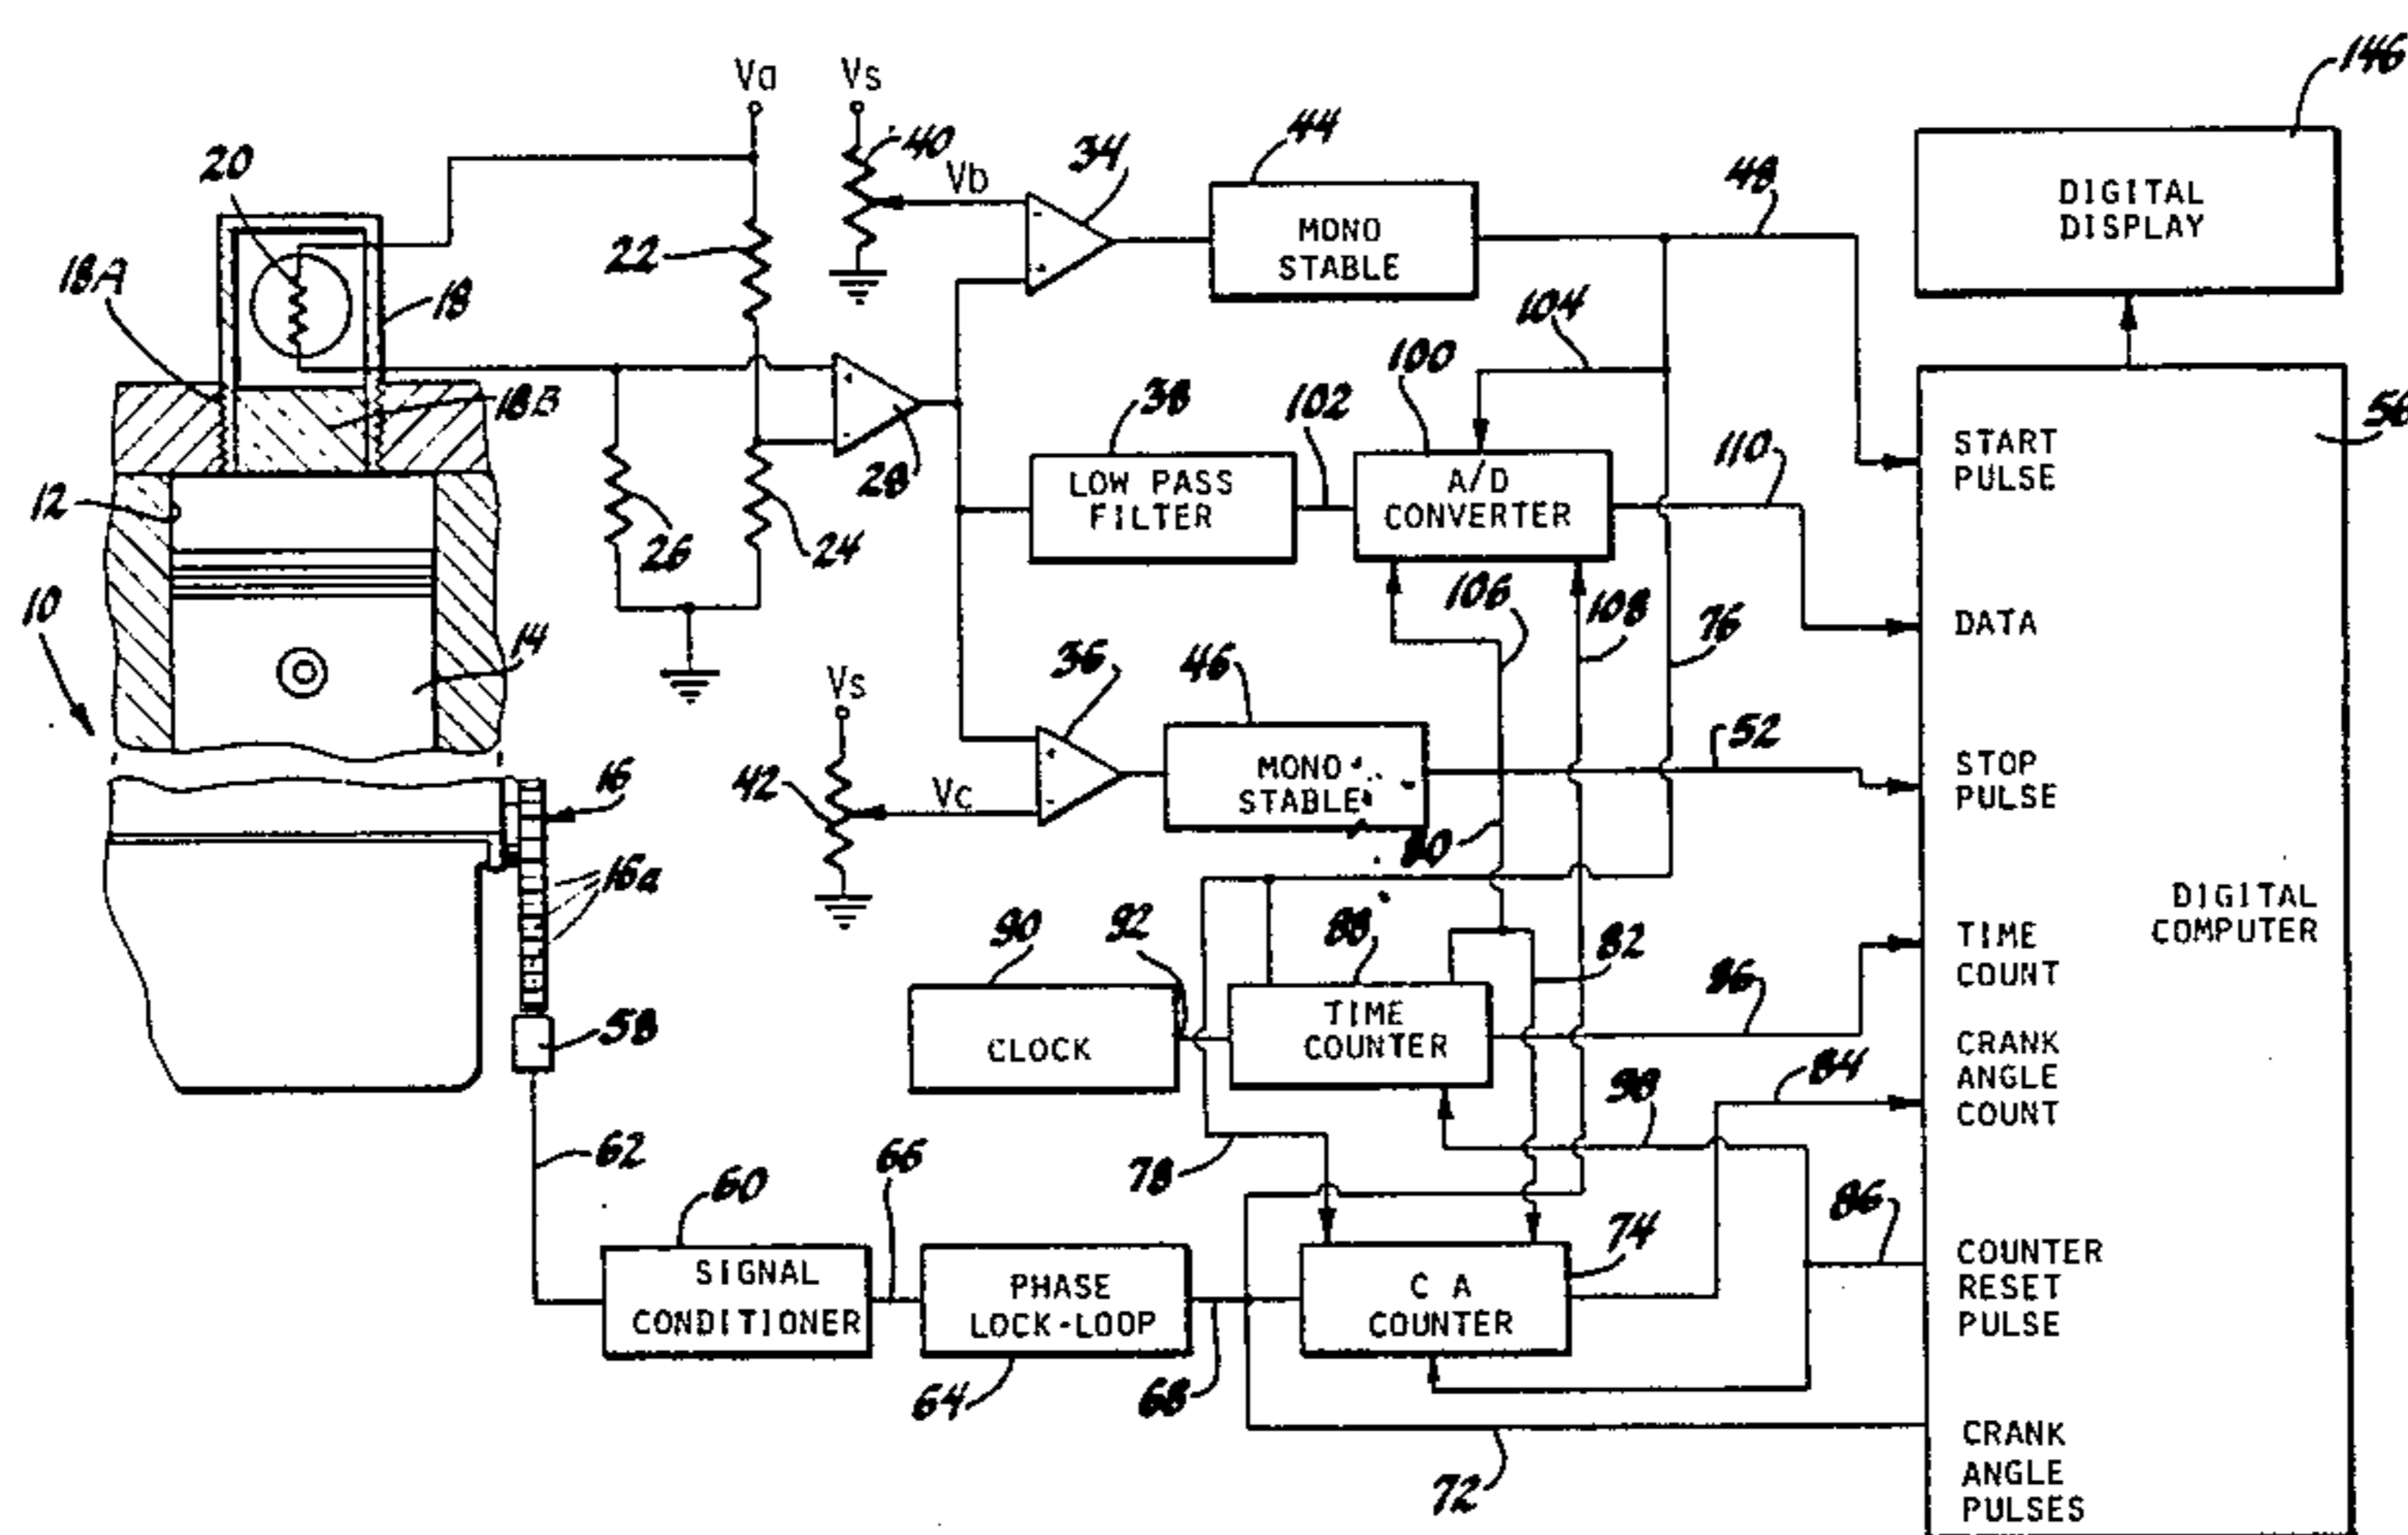 146
Va
Vs
40
Vb
34
44
48
DIGITAL
DISPLAY
20
22
MONO
STABLE
18A
18
104
100
18B
38
102
56
START
PULSE
110
28
LOW PASS
FILTER
A/D
CONVERTER
12
26
24
106
108
76
DATA
10
14
36
46
Vs
52
STOP
PULSE
42
Vc
MONO
STABLE
80
16
16a
DIGITAL
COMPUTER
90
92
88
82
96
TIME
COUNT
58
CLOCK
TIME
COUNTER
CRANK
ANGLE
COUNT
84
98
62
78
66
60
86
74
SIGNAL
CONDITIONER
PHASE
LOCK-LOOP
C A
COUNTER
COUNTER
RESET
PULSE
64
68
72
CRANK
ANGLE
PULSES